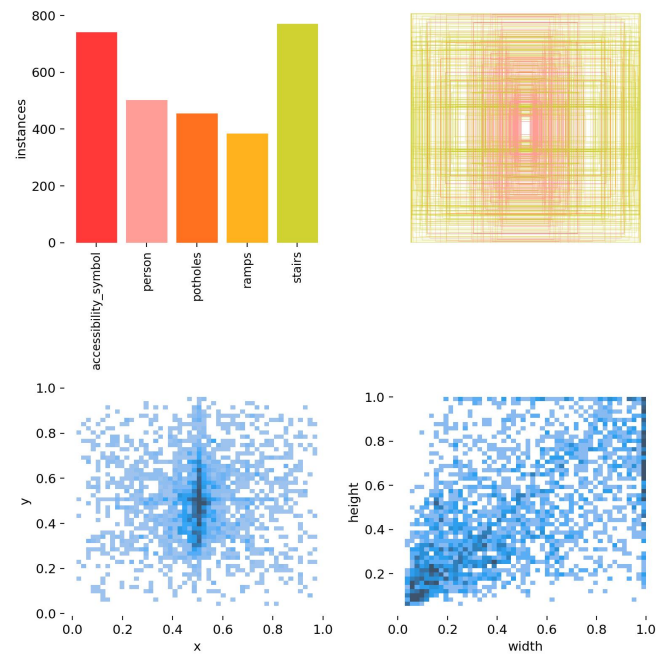 800
600
400
200
0
instances
accessibility_symbol
person
potholes
ramps
stairs
1.0
0.8
0.6
0.4
0.2
0.0
y
0.0 0.2 0.4 0.6 0.8 1.0
x
1.0
0.8
0.6
0.4
0.2
height
0.0 0.2 0.4 0.6 0.8 1.0
width